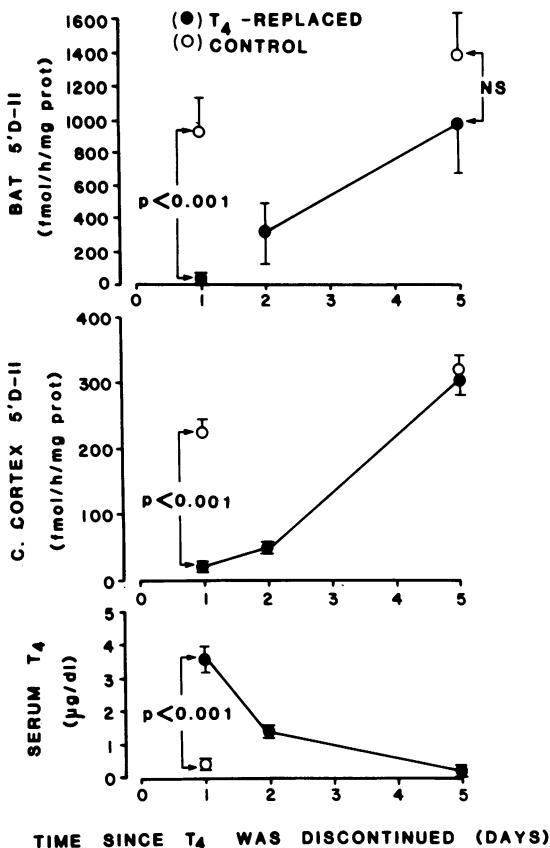 (●) T4 -REPLACED
(○) CONTROL
BAT 5'D-II
(fmol/h/mg prot)
1600
1400
1200
1000
800
600
400
200
0
NS
p<0.001
0 1 2 3 4 5
C. CORTEX 5'D-II
(fmol/h/mg prot)
400
300
200
100
0
p<0.001
0 1 2 3 4 5
SERUM T4
(µg/dl)
5
4
3
2
1
0
p<0.001
0 1 2 3 4 5
TIME SINCE T4 WAS DISCONTINUED (DAYS)